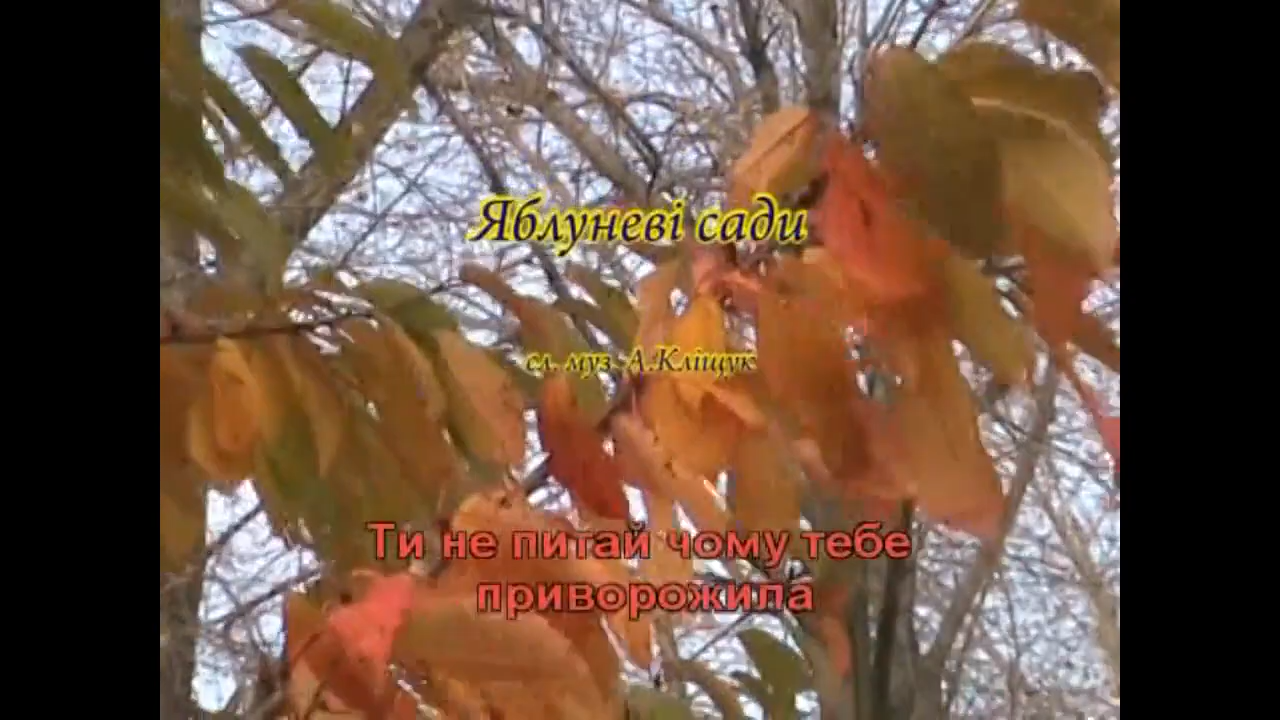 Яблуневі сади
сл. муз А.Кліщук
Ти не питай чому тебе
приворожила